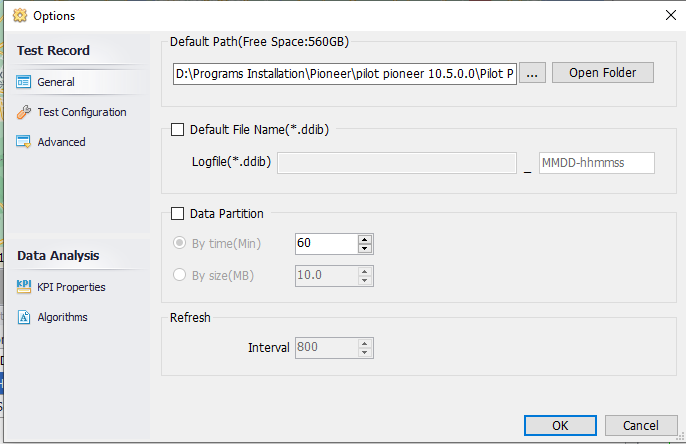 Options
Test Record
General
Test Configuration
Advanced
Data Analysis
KPI KPI Properties
Algorithms
Default Path(Free Space:560GB)
D:\Programs Installation\Pioneer\pilot pioneer 10.5.0.0\Pilot P
...
Open Folder
Default File Name(*.ddib)
Logfile(*.ddib)
_
MMDD-hhmmss
Data Partition
By time(Min)
60
By size(MB)
10.0
Refresh
Interval
800
OK
Cancel